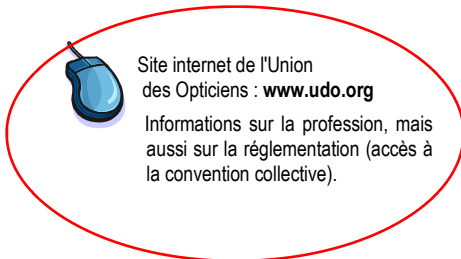 Site internet de l'Union
des Opticiens : www.udo.org
Informations sur la profession, mais
aussi sur la réglementation (accès à
la convention collective).